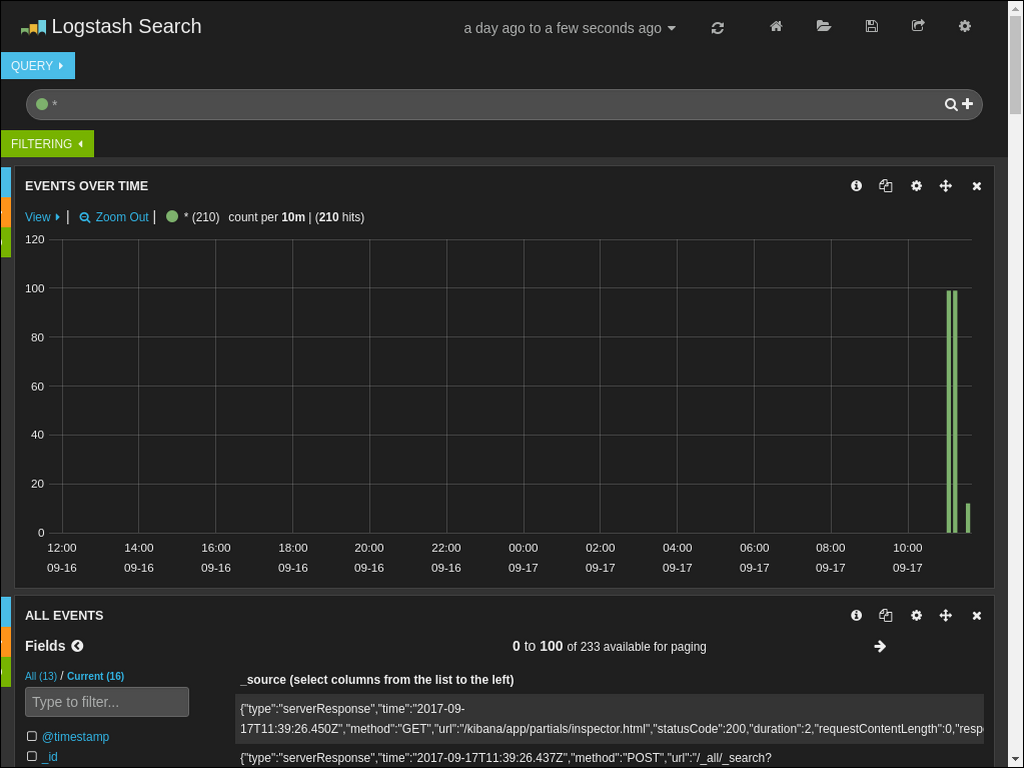 Logstash Search
a day ago to a few seconds ago
QUERY
*
FILTERING
EVENTS OVER TIME
View | Zoom Out | * (210) count per 10m | (210 hits)
120
100
80
60
40
20
0
12:00 14:00 16:00 18:00 20:00 22:00 00:00 02:00 04:00 06:00 08:00 10:00
09-16 09-16 09-16 09-16 09-16 09-16 09-17 09-17 09-17 09-17 09-17 09-17
ALL EVENTS
Fields
0 to 100 of 233 available for paging
All (13) / Current (16)
_source (select columns from the list to the left)
Type to filter...
{"type":"serverResponse","time":"2017-09-
17T11:39:26.450Z","method":"GET","url":"/kibana/app/partials/inspector.html","statusCode":200,"duration":2,"requestContentLength":0,"resp
@timestamp
_id
{"type":"serverResponse","time":"2017-09-17T11:39:26.437Z","method":"POST","url":"/_all/_search?